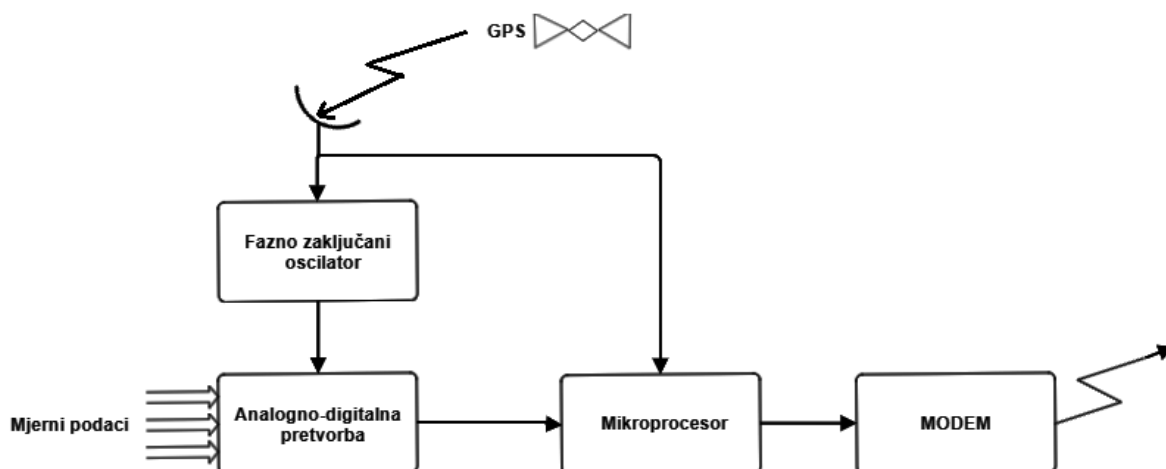 GPS
Fazno zaključani
oscilator
Mjerni podaci
Analogno-digitalna
pretvorba
Mikroprocesor
MODEM